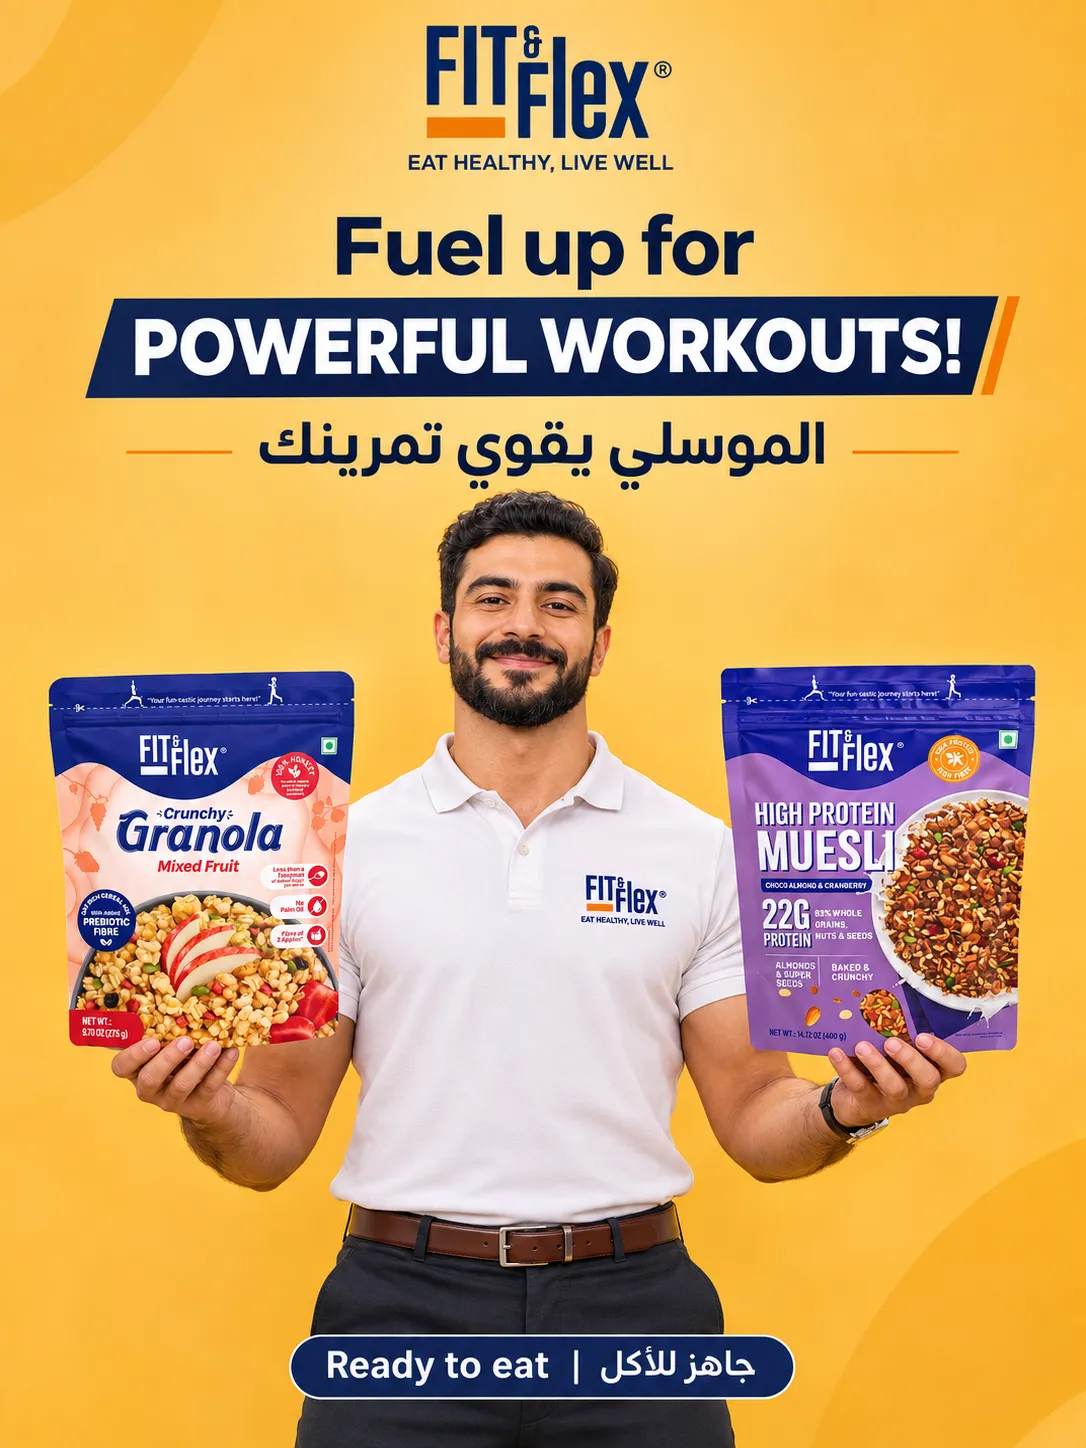 FIT & Flex®
EAT HEALTHY, LIVE WELL
Fuel up for
POWERFUL WORKOUTS!
الموسلي يقوي تمرينك
"Your fun-tastic journey starts here!"
FIT & Flex®
Crunchy
Granola
Mixed Fruit
Less than a
Teaspoon
No
Palm Oil
PREBIOTIC
FIBRE
NET WT.:
9.70 OZ (275 g)
"Your fun-tastic journey starts here!"
FIT & Flex®
HIGH PROTEIN
MUESLI
CHOCO ALMOND & CRANBERRY
22G
PROTEIN
83% WHOLE
GRAINS,
NUTS & SEEDS
ALMONDS
& SUPER
SEEDS
BAKED &
CRUNCHY
NET WT.: 14.12 OZ (400 g)
FIT & Flex®
EAT HEALTHY, LIVE WELL
Ready to eat | جاهز للأكل